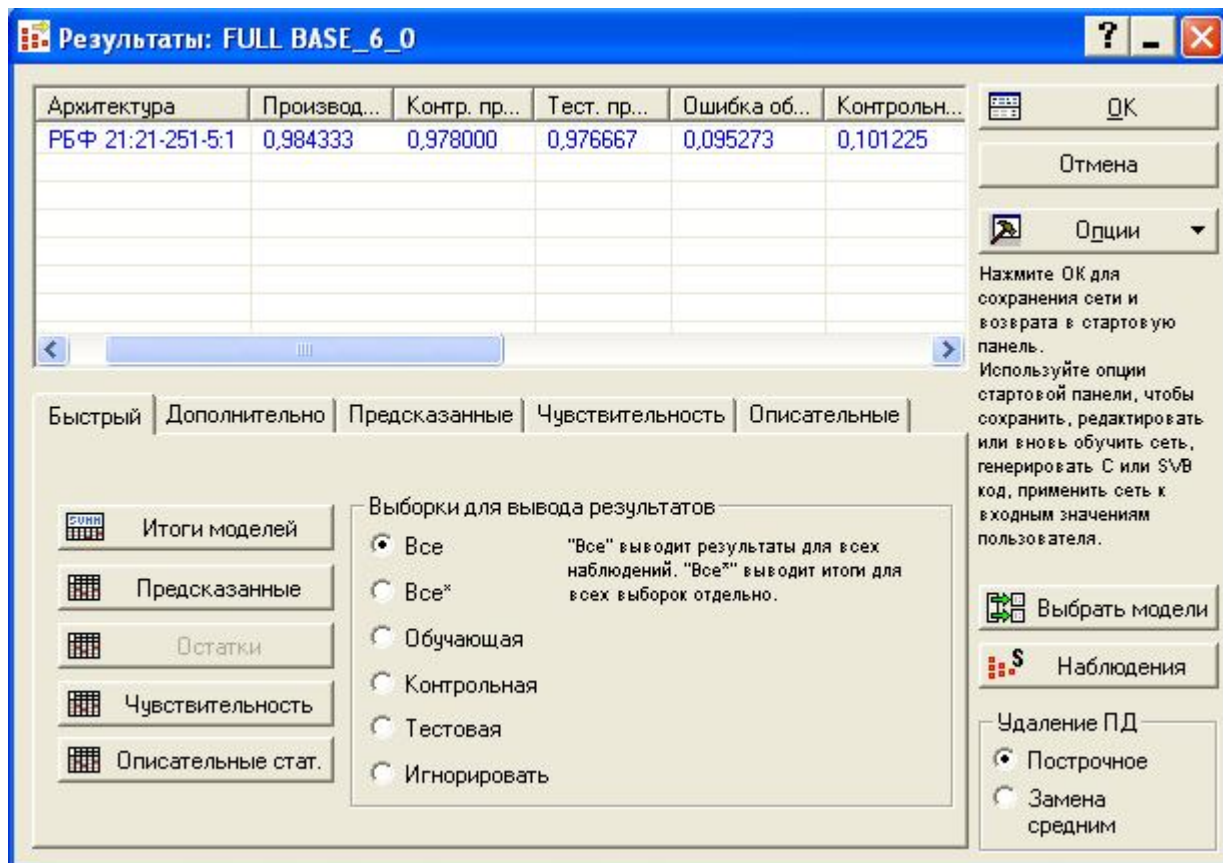 Результаты: FULL BASE_6_0
?
Архитектура Производ... Контр. пр... Тест. пр... Ошибка об... Контрольн...
РБФ 21:21-251-5:1 0,984333 0,978000 0,976667 0,095273 0,101225
OK
Отмена
Опции
Нажмите ОК для
сохранения сети и
возврата в стартовую
панель.
Используйте опции
стартовой панели, чтобы
сохранить, редактировать
или вновь обучить сеть,
генерировать C или SVB
код, применить сеть к
входным значениям
пользователя.
Быстрый Дополнительно Предсказанные Чувствительность Описательные
Итоги моделей
Предсказанные
Остатки
Чувствительность
Описательные стат.
Выборки для вывода результатов
Все
Все*
Обучающая
Контрольная
Тестовая
Игнорировать
"Все" выводит результаты для всех
наблюдений. "Все*" выводит итоги для
всех выборок отдельно.
Выбрать модели
S Наблюдения
Удаление ПД
Построчное
Замена
средним